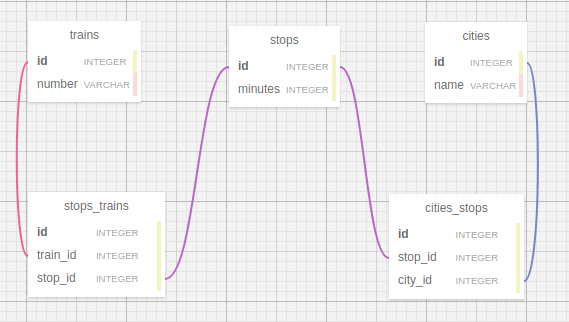 trains
id INTEGER
number VARCHAR
stops
id INTEGER
minutes INTEGER
cities
id INTEGER
name VARCHAR
stops_trains
id INTEGER
train_id INTEGER
stop_id INTEGER
cities_stops
id INTEGER
stop_id INTEGER
city_id INTEGER